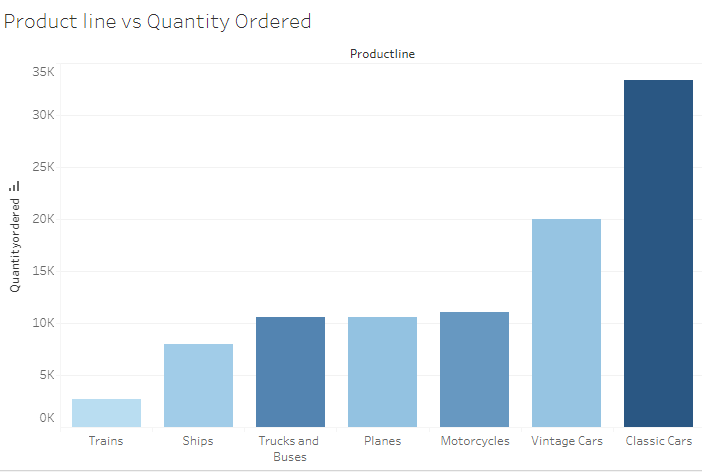 Product line vs Quantity Ordered
Productline
35K
30K
25K
20K
15K
10K
5K
0K
Quantityordered
Trains
Ships
Trucks and
Buses
Planes
Motorcycles
Vintage Cars
Classic Cars